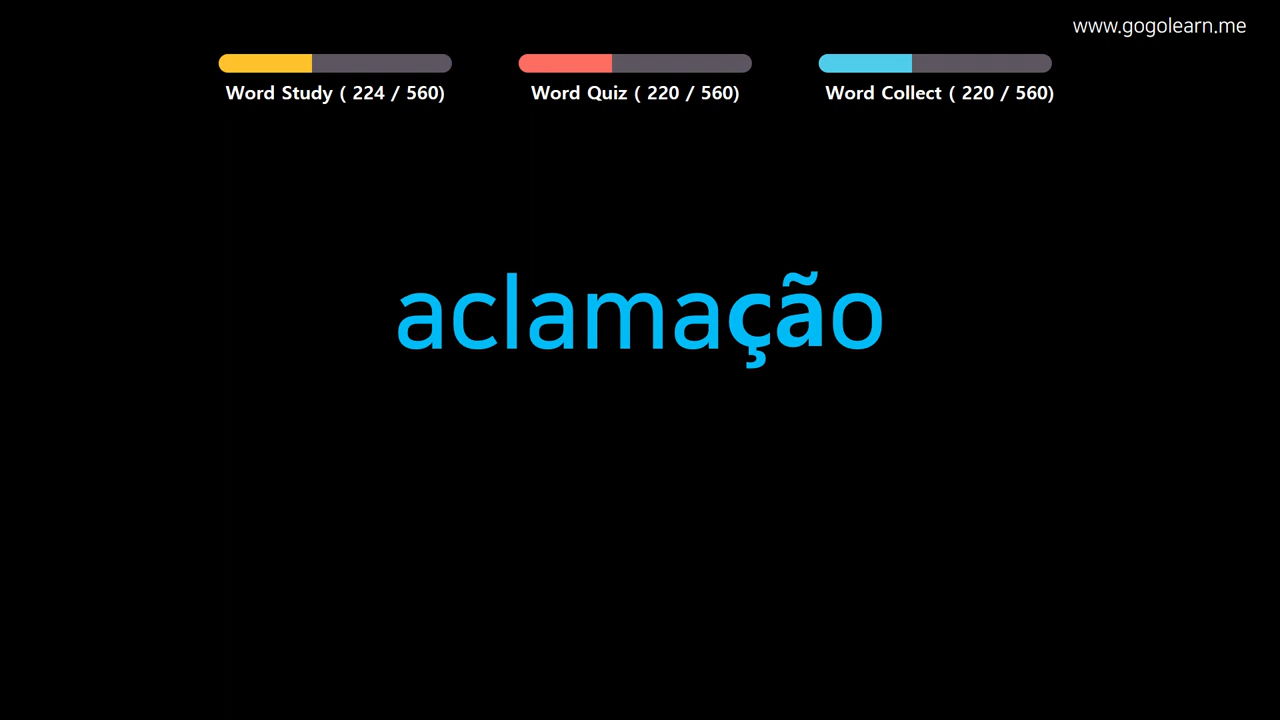 www.gogolearn.me
Word Study ( 224 / 560)
Word Quiz ( 220 / 560)
Word Collect ( 220 / 560)
aclamação